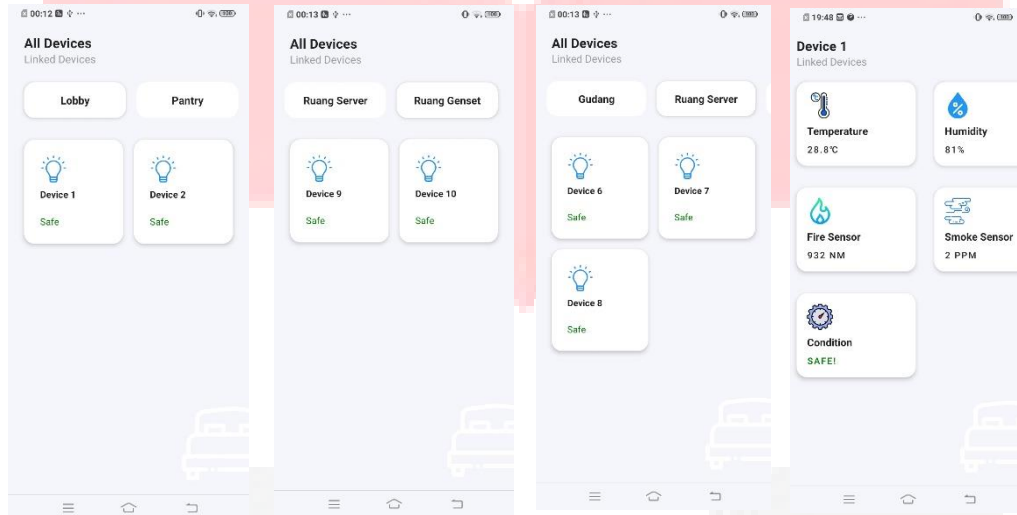 00:12
All Devices
Linked Devices
Lobby
Pantry
Device 1
Device 2
Safe
Safe
00:13
All Devices
Linked Devices
Ruang Server
Ruang Genset
Device 9
Device 10
Safe
Safe
00:13
All Devices
Linked Devices
Gudang
Ruang Server
Device 6
Device 7
Safe
Safe
Device 8
Safe
19:48
Device 1
Linked Devices
Temperature
Humidity
28.8°C
81%
Fire Sensor
Smoke Sensor
932 NM
2 PPM
Condition
SAFE!